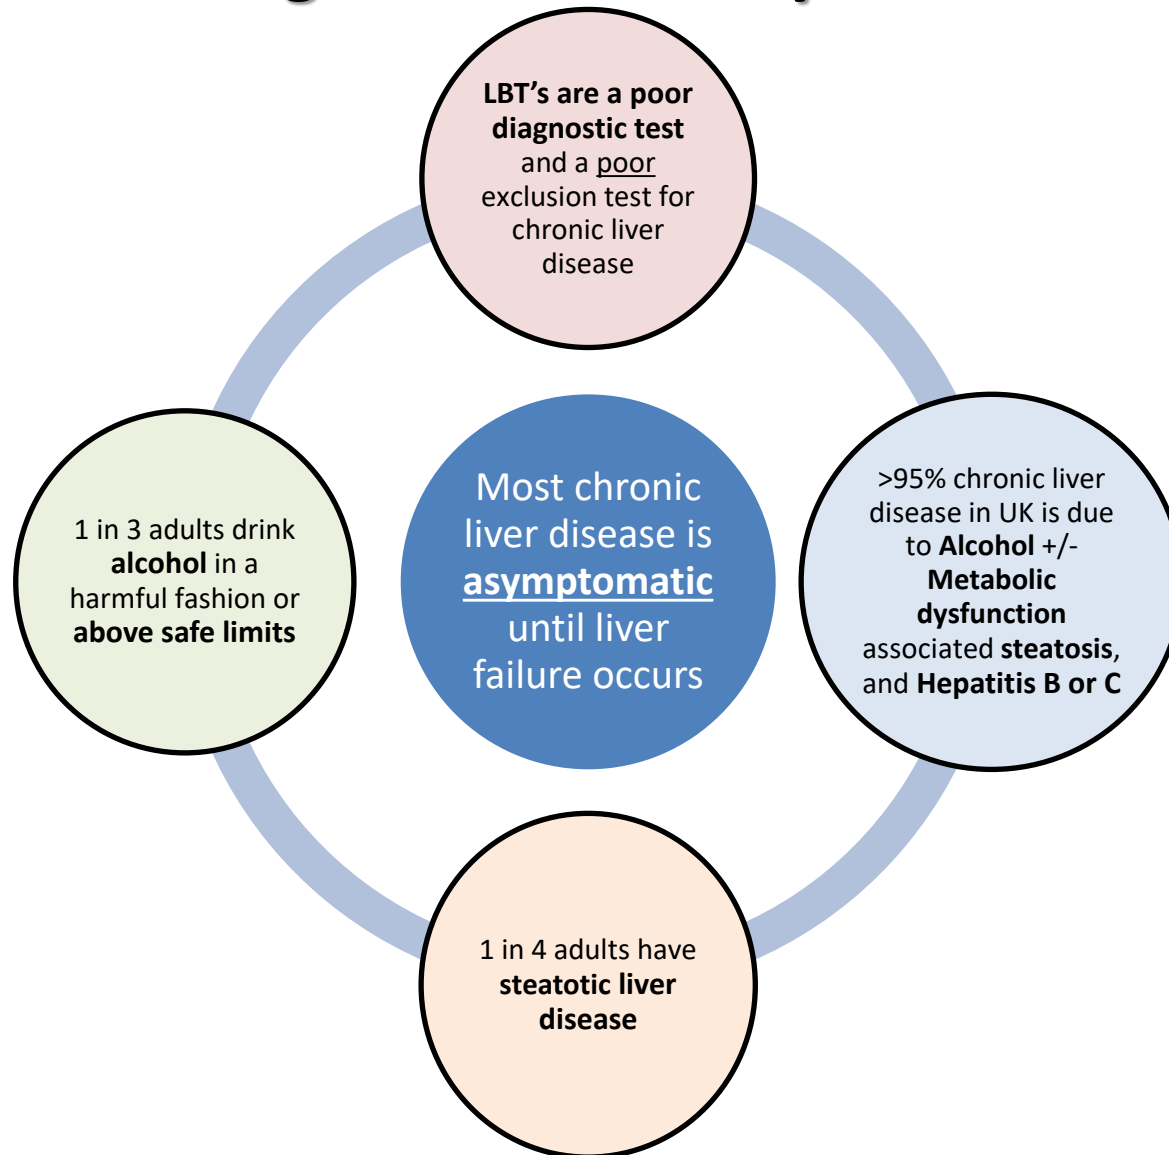 LBT's are a poor
diagnostic test
and a poor
exclusion test for
chronic liver
disease
>95% chronic liver
disease in UK is due
to Alcohol +/-
Metabolic
dysfunction
associated steatosis,
and Hepatitis B or C
1 in 4 adults have
steatotic liver
disease
1 in 3 adults drink
alcohol in a
harmful fashion or
above safe limits
Most chronic
liver disease is
asymptomatic
until liver
failure occurs